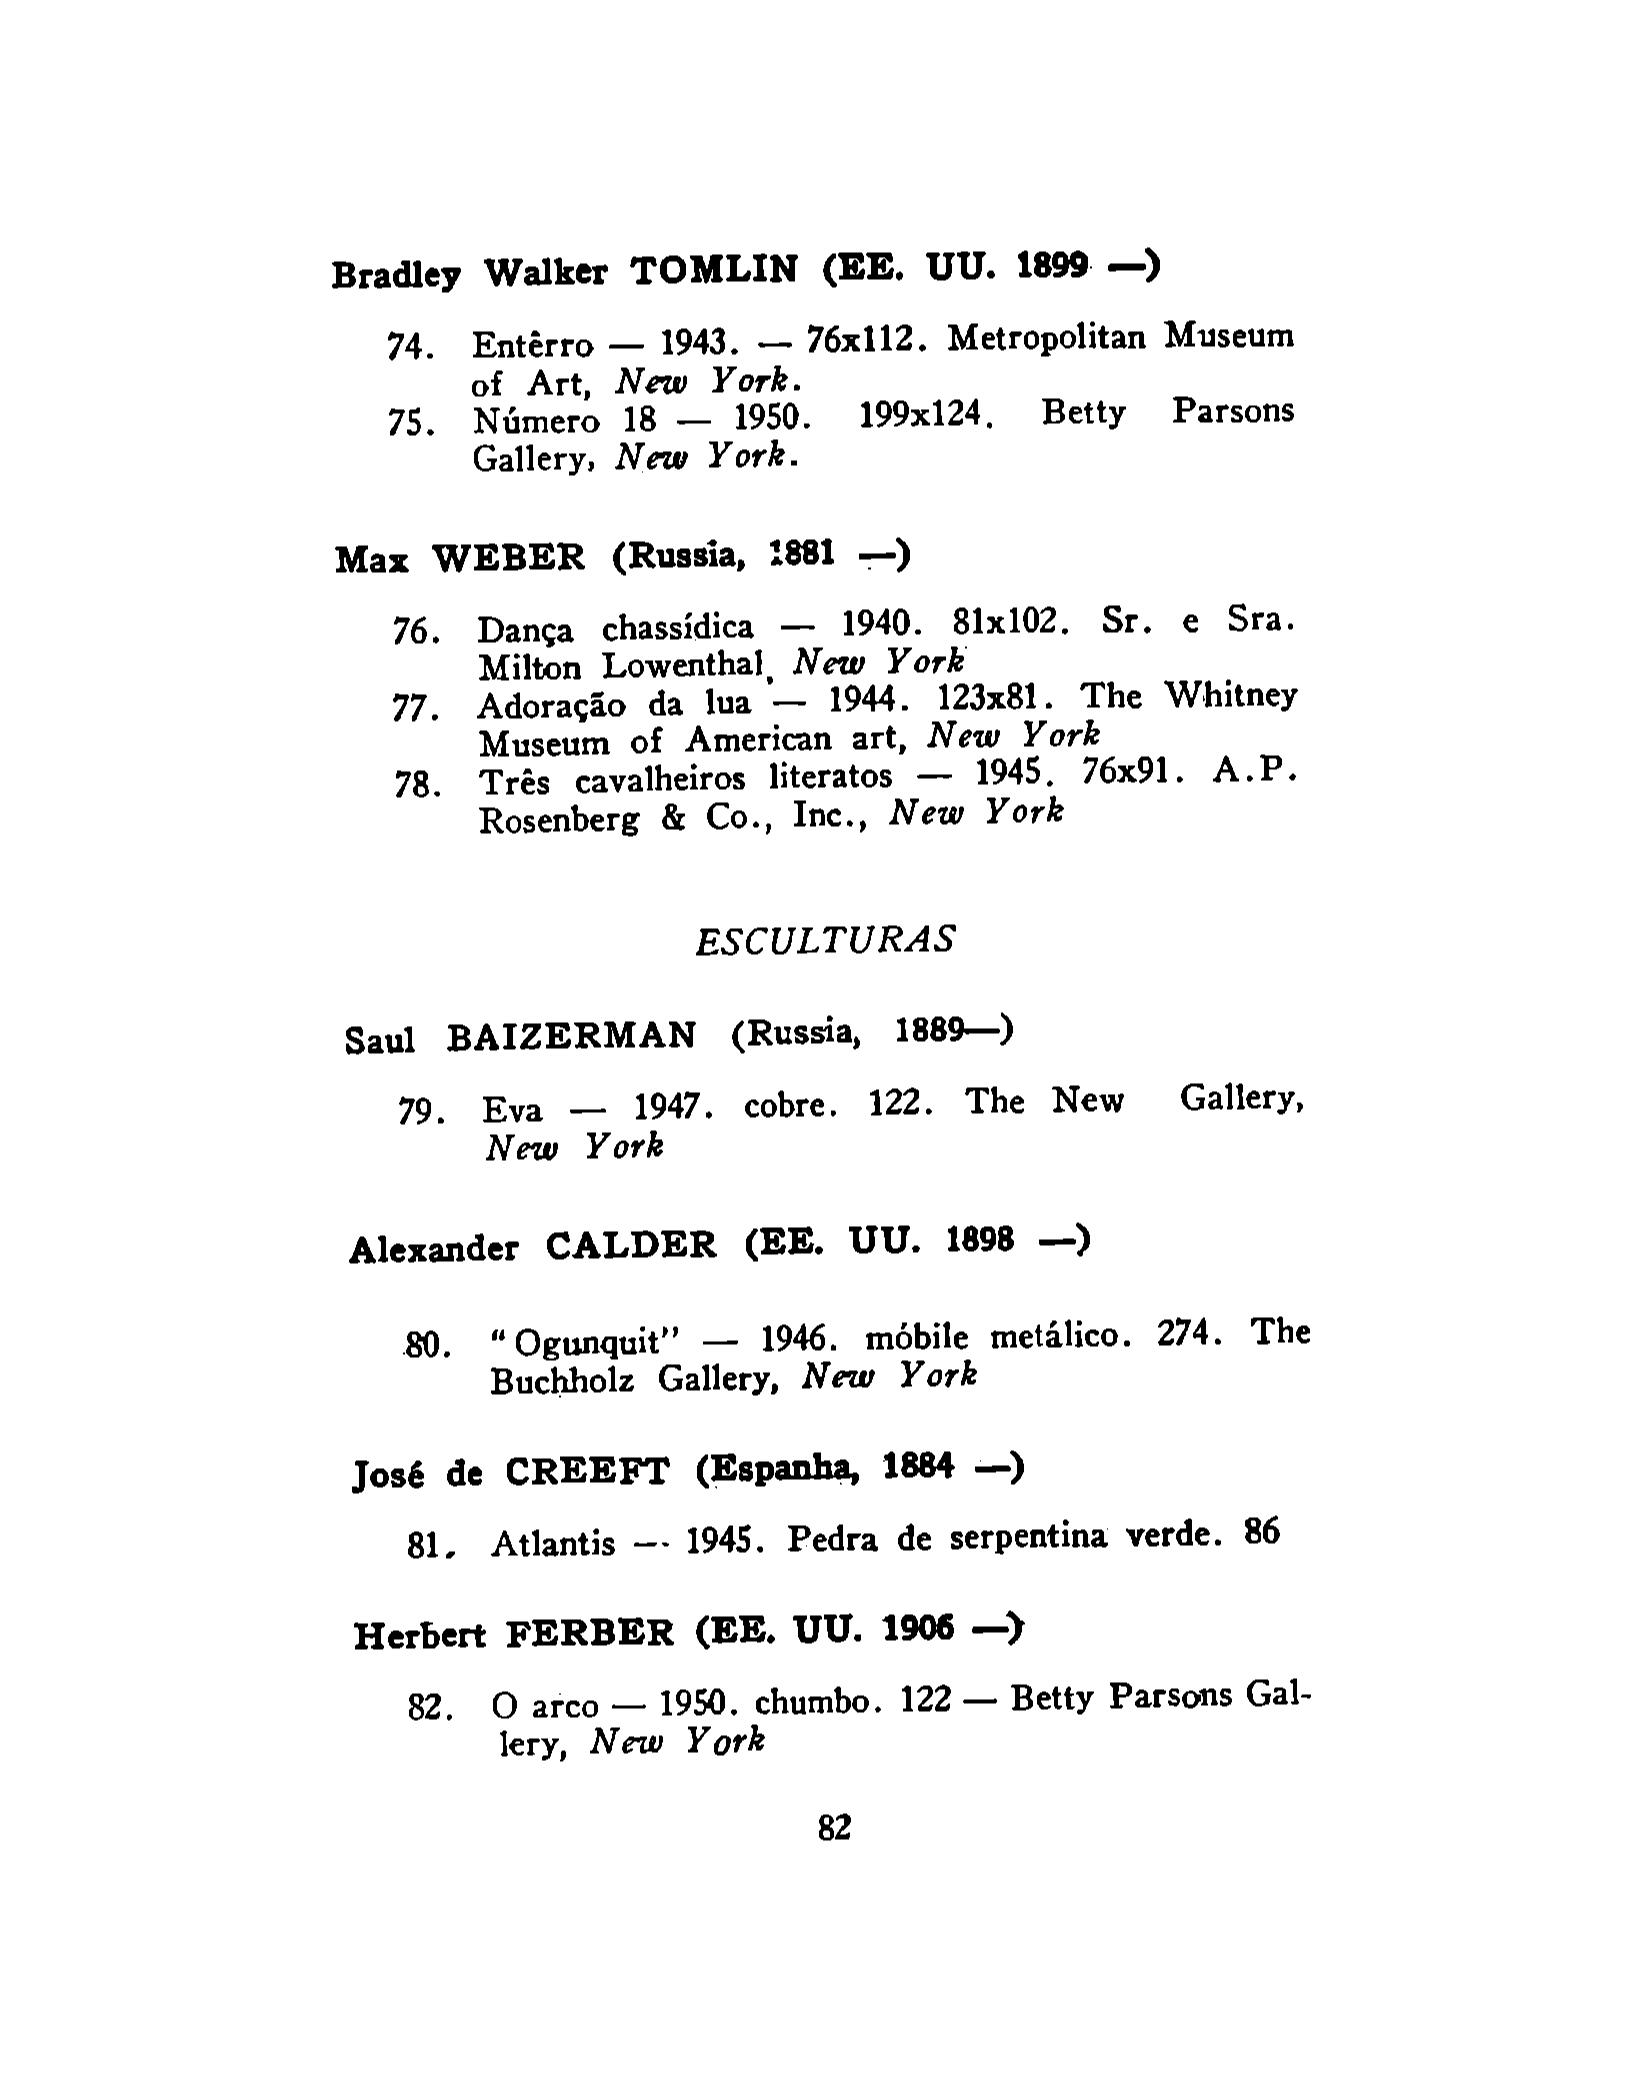 Bradley Walker TOMLIN (EE. UU. 1899 —)
74. Entêrro — 1943. — 76x112. Metropolitan Museum
of Art, New York.
75. Número 18 — 1950. 199x124. Betty Parsons
Gallery, New York.
Max WEBER (Russia, 1881 —)
76. Dança chassídica — 1940. 81x102. Sr. e Sra.
Milton Lowenthal, New York
77. Adoração da lua — 1944. 123x81. The Whitney
Museum of American art, New York
78. Três cavalheiros literatos — 1945. 76x91. A.P.
Rosenberg & Co., Inc., New York
ESCULTURAS
Saul BAIZERMAN (Russia, 1889—)
79. Eva — 1947. cobre. 122. The New Gallery,
New York
Alexander CALDER (EE. UU. 1898 —)
80. "Ogunquit" — 1946. móbile metálico. 274. The
Buchholz Gallery, New York
José de CREEFT (Espanha, 1884 —)
81. Atlantis — 1945. Pedra de serpentina verde. 86
Herbert FERBER (EE. UU. 1906 —)
82. O arco — 1950. chumbo. 122 — Betty Parsons Gal-
lery, New York
82